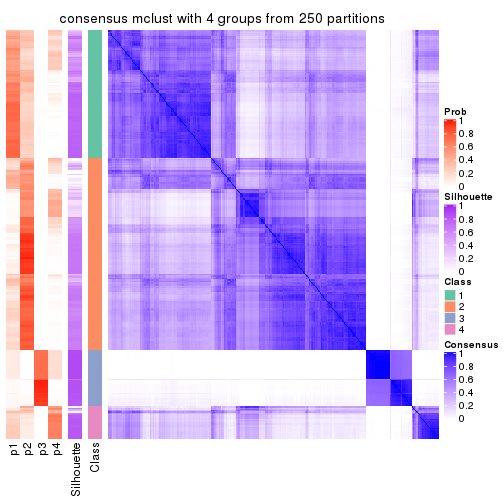 consensus mclust with 4 groups from 250 partitions
Prob
1
0.8
0.6
0.4
0.2
0
Silhouette
1
0.8
0.6
0.4
0.2
0
Class
1
2
3
4
Consensus
1
0.8
0.6
0.4
0.2
0
p1
p2
p3
p4
Silhouette
Class